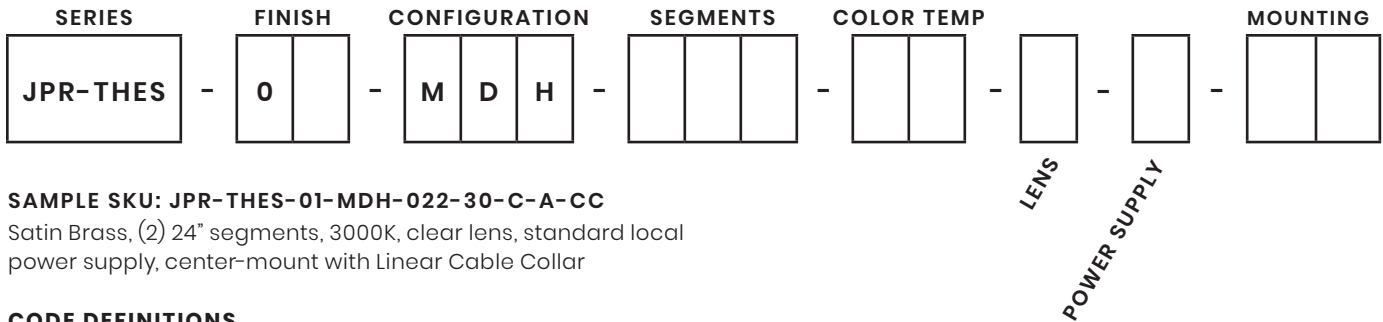 SERIES FINISH CONFIGURATION SEGMENTS COLOR TEMP MOUNTING
JPR-THES - 0 - M D H - - - - -
LENS
POWER SUPPLY
SAMPLE SKU: JPR-THES-01-MDH-022-30-C-A-CC
Satin Brass, (2) 24” segments, 3000K, clear lens, standard local
power supply, center-mount with Linear Cable Collar
CODE DEFINITIONS